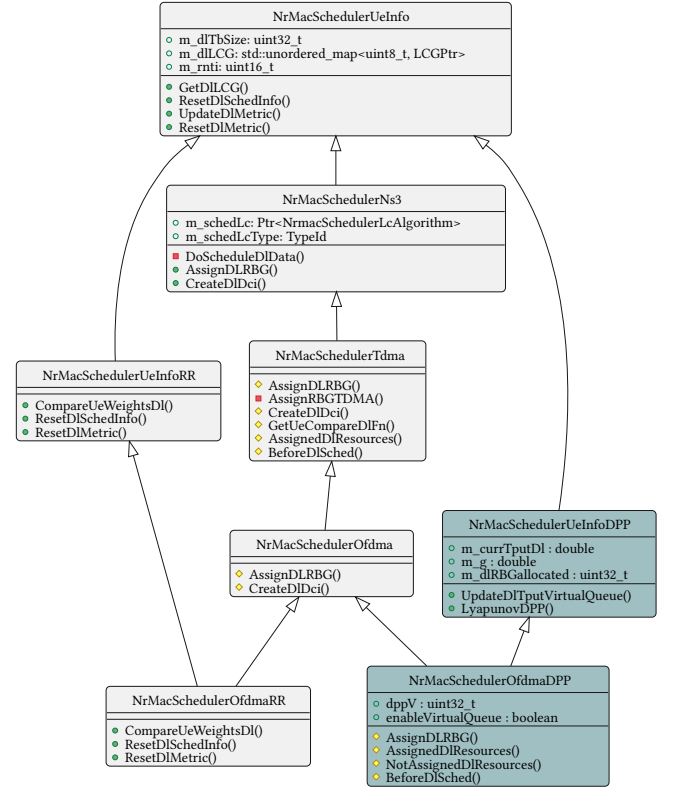 NrMacSchedulerUeInfo
m_dlTbSize: uint32_t
m_dlLCG: std::unordered_map<uint8_t, LCGPtr>
m_rnti: uint16_t
GetDlLCG()
ResetDlSchedInfo()
UpdateDlMetric()
ResetDlMetric()
NrMacSchedulerNs3
m_schedLc: Ptr<NrmacSchedulerLcAlgorithm>
m_schedLcType: TypeId
DoScheduleDlData()
AssignDLRBG()
CreateDlDci()
NrMacSchedulerUeInfoRR
CompareUeWeightsDl()
ResetDlSchedInfo()
ResetDlMetric()
NrMacSchedulerTdma
AssignDLRBG()
AssignRBGTDMA()
CreateDlDci()
GetUeCompareDlFn()
AssignedDlResources()
BeforeDlSched()
NrMacSchedulerOfdma
AssignDLRBG()
CreateDlDci()
NrMacSchedulerUeInfoDPP
m_currTputDl : double
m_g : double
m_dlRBGallocated : uint32_t
UpdateDlTputVirtualQueue()
LyapunovDPP()
NrMacSchedulerOfdmaRR
CompareUeWeightsDl()
ResetDlSchedInfo()
ResetDlMetric()
NrMacSchedulerOfdmaDPP
dppV : uint32_t
enableVirtualQueue : boolean
AssignDLRBG()
AssignedDlResources()
NotAssignedDlResources()
BeforeDlSched()